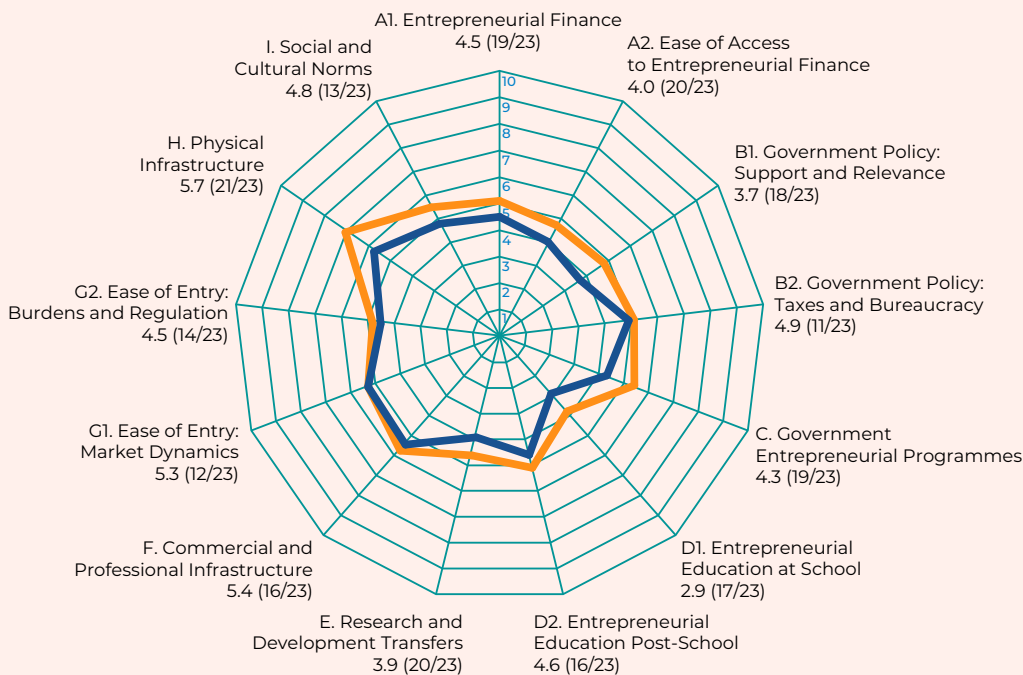 A1. Entrepreneurial Finance
4.5 (19/23)
A2. Ease of Access
to Entrepreneurial Finance
4.0 (20/23)
B1. Government Policy:
Support and Relevance
3.7 (18/23)
B2. Government Policy:
Taxes and Bureaucracy
4.9 (11/23)
C. Government
Entrepreneurial Programmes
4.3 (19/23)
D1. Entrepreneurial
Education at School
2.9 (17/23)
D2. Entrepreneurial
Education Post-School
4.6 (16/23)
E. Research and
Development Transfers
3.9 (20/23)
F. Commercial and
Professional Infrastructure
5.4 (16/23)
G1. Ease of Entry:
Market Dynamics
5.3 (12/23)
G2. Ease of Entry:
Burdens and Regulation
4.5 (14/23)
H. Physical
Infrastructure
5.7 (21/23)
I. Social and
Cultural Norms
4.8 (13/23)
10
9
8
7
6
5
4
3
2
1